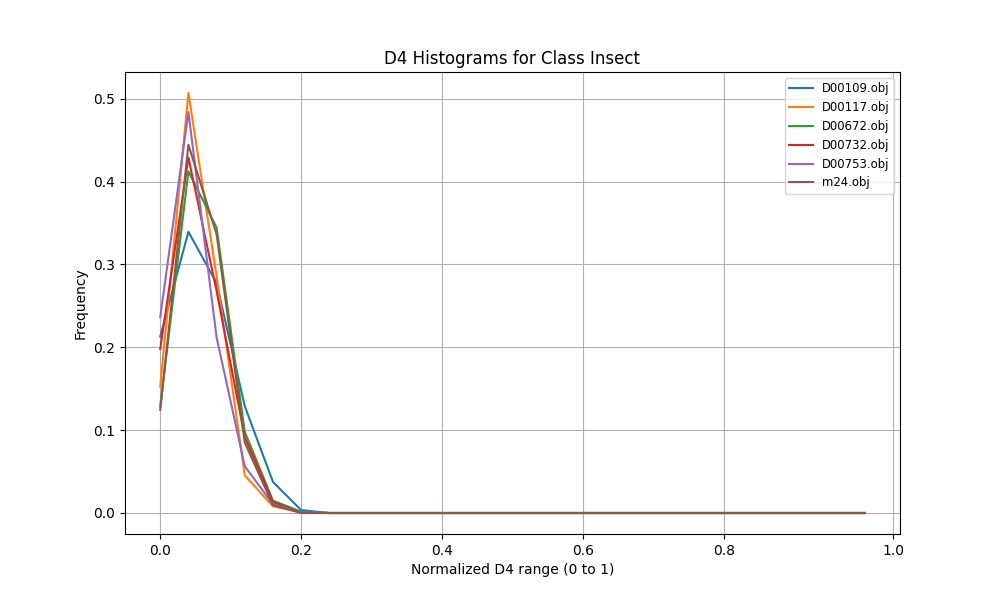 D4 Histograms for Class Insect
D00109.obj
D00117.obj
D00672.obj
D00732.obj
D00753.obj
m24.obj
0.5
0.4
0.3
0.2
0.1
0.0
Frequency
0.0 0.2 0.4 0.6 0.8 1.0
Normalized D4 range (0 to 1)